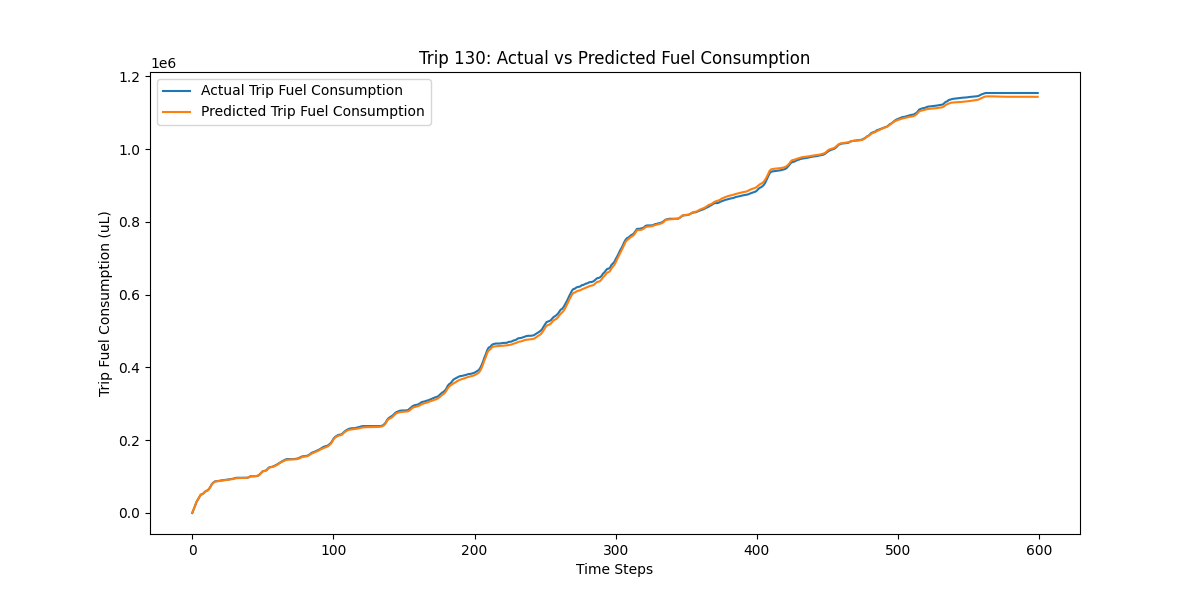 Trip 130: Actual vs Predicted Fuel Consumption
1e6
Actual Trip Fuel Consumption
Predicted Trip Fuel Consumption
Trip Fuel Consumption (uL)
1.2
1.0
0.8
0.6
0.4
0.2
0.0
0 100 200 300 400 500 600
Time Steps